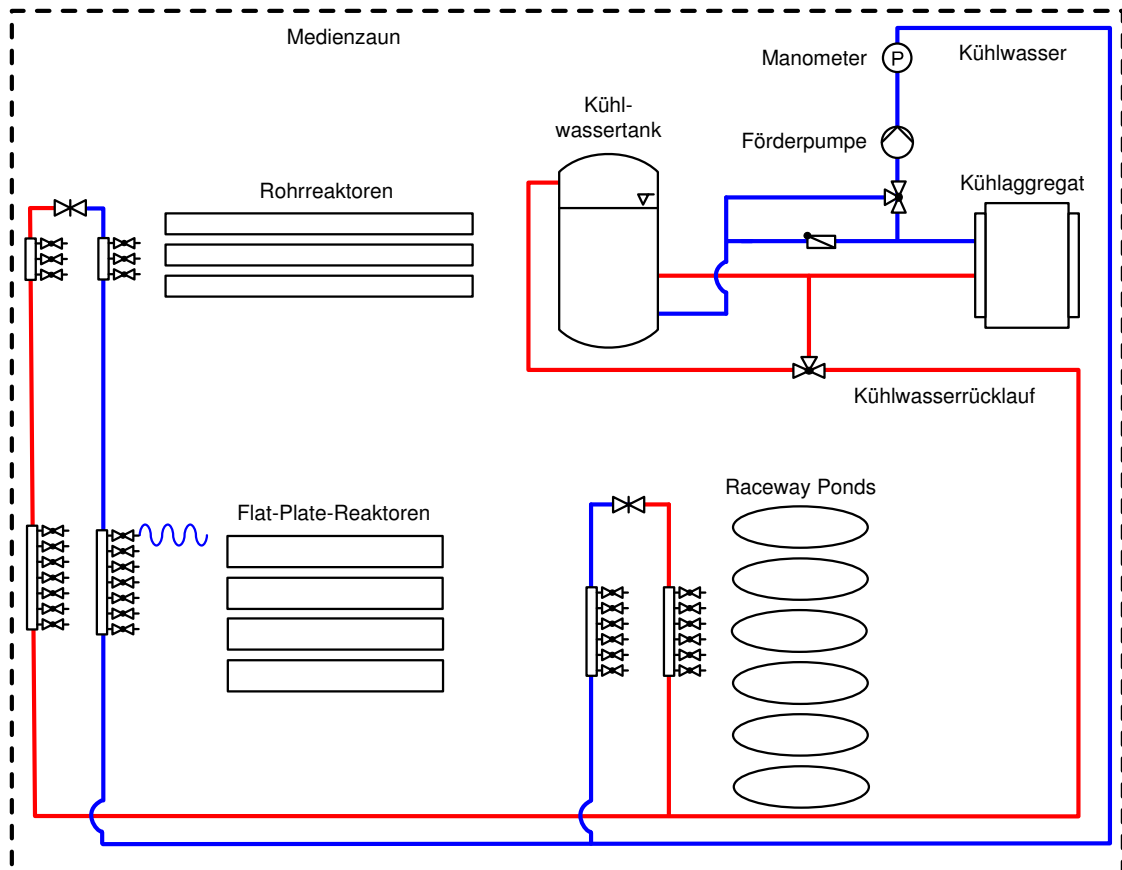 Medienzaun
Manometer
P
Kühlwasser
Kühl-
wassertank
Förderpumpe
Rohrreaktoren
Kühlaggregat
Kühlwasserrücklauf
Flat-Plate-Reaktoren
Raceway Ponds